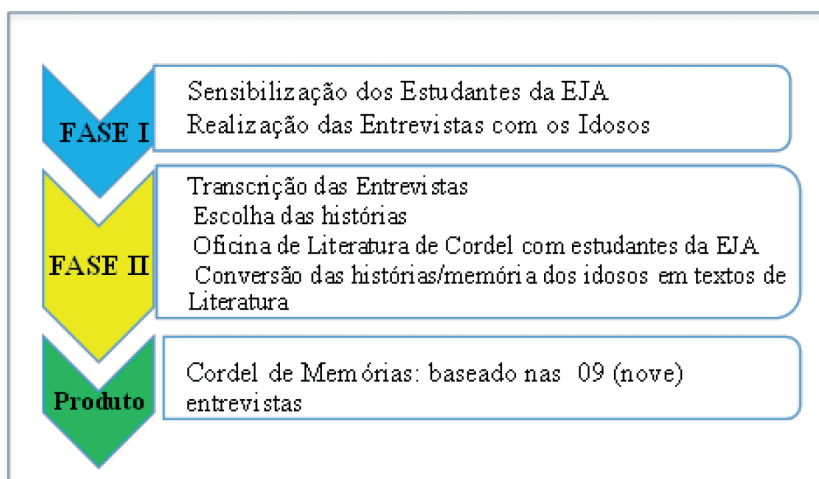 FASE I
Sensibilização dos Estudantes da EJA
Realização das Entrevistas com os Idosos
FASE II
Transcrição das Entrevistas
Escolha das histórias
Oficina de Literatura de Cordel com estudantes da EJA
Conversão das histórias/memória dos idosos em textos de
Literatura
Produto
Cordel de Memórias: baseado nas 09 (nove)
entrevistas